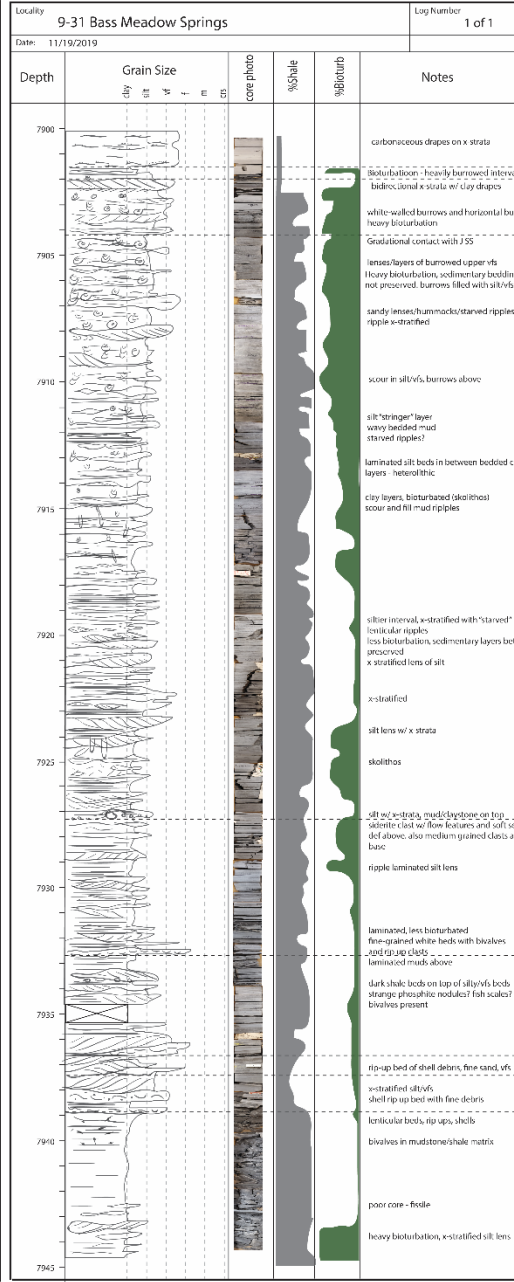 Locality
9-31 Bass Meadow Springs
Log Number
1 of 1
Date: 11/19/2019
Depth
Grain Size
clay
silt
vf
f
m
crs
core photo
%Shale
%Bioturb
Notes
7900
carbonaceous drapes on x strata
Bioturbatioon - heavily burrowed interva
bidirectional x-strata w/ clay drapes
white-walled burrows and horizontal bu
heavy bioturbation
Gradational contact with J SS
7905
lenses/layers of burrowed upper vfs
Heavy bioturbation, sedimentary beddin
not preserved, burrows filled with silt/vfs
sandy lenses/hummocks/starved ripples
ripple x-stratified
7910
scour in silt/vfs, burrows above
silt "stringer" layer
wavy bedded mud
starved ripples?
laminated silt beds in between bedded c
layers - heterolithic
clay layers, bioturbated (skolithos)
scour and fill mud ripiples
7915
siltier interval, x-stratified with "starved"
lenticular ripples
less bioturbation, sedimentary layers bet
preserved
x stratified lens of silt
7920
x-stratified
silt lens w/ x strata
7925
skolithos
silt w/ x-strata, mud/claystone on top
siderite clast w/ flow features and soft se
def above. also medium grained clasts a
base
ripple laminated silt lens
7930
laminated, less bioturbated
fine-grained white beds with bivalves
and rip up clasts
laminated muds above
dark shale beds on top of silty/vfs beds
strange phosphite nodules? fish scales?
bivalves present
7935
rip-up bed of shell debris, fine sand, vfs
x-stratified silt/vfs
shell rip up bed with fine debris
lenticular beds, rip ups, shells
7940
bivalves in mudstone/shale matrix
poor core - fissile
heavy bioturbation, x-stratified silt lens
7945